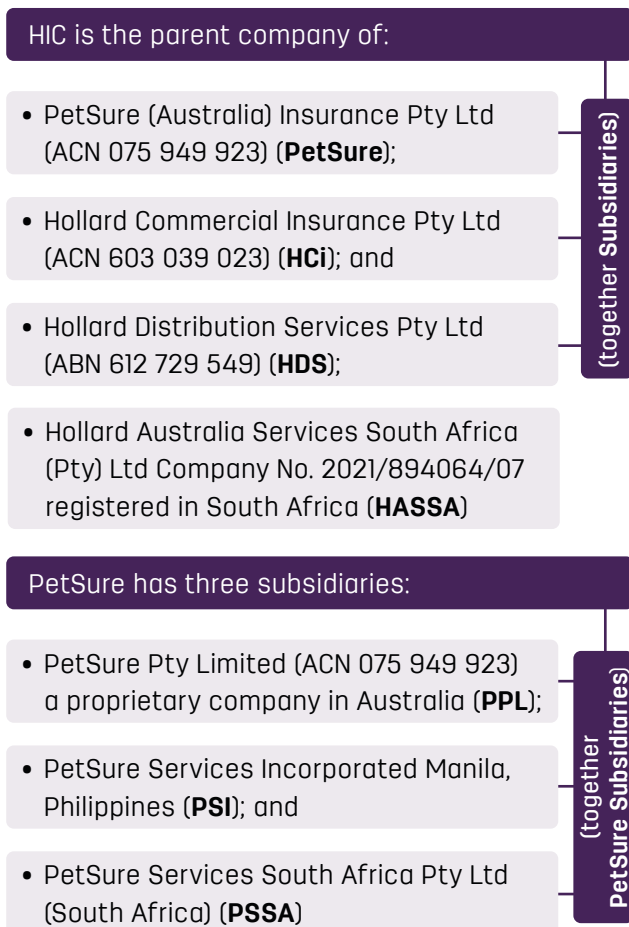 HIC is the parent company of:
• PetSure (Australia) Insurance Pty Ltd
(ACN 075 949 923) (PetSure);
• Hollard Commercial Insurance Pty Ltd
(ACN 603 039 023) (HCi); and
• Hollard Distribution Services Pty Ltd
(ABN 612 729 549) (HDS);
(together Subsidiaries)
• Hollard Australia Services South Africa
(Pty) Ltd Company No. 2021/894064/07
registered in South Africa (HASSA)
PetSure has three subsidiaries:
• PetSure Pty Limited (ACN 075 949 923)
a proprietary company in Australia (PPL);
• PetSure Services Incorporated Manila,
Philippines (PSI); and
• PetSure Services South Africa Pty Ltd
(South Africa) (PSSA)
(together
PetSure Subsidiaries)